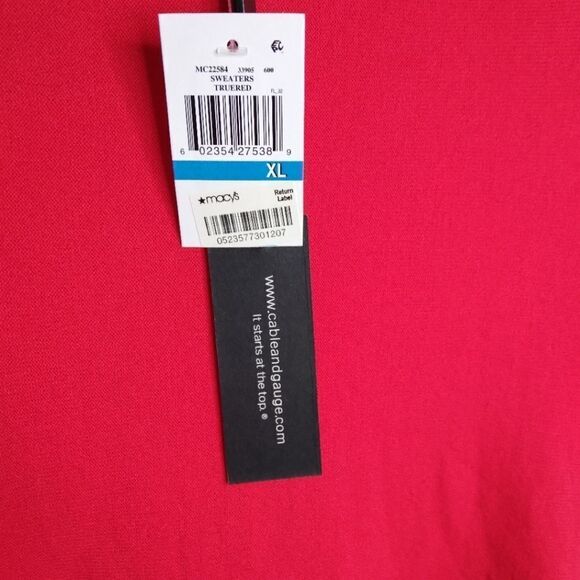 MC22584 33905 600
SWEATERS
TRUERED
FL_22
6 02354 27538 9
XL
★macy's Return Label
0523577301207
www.cableandgauge.com
It starts at the top.®